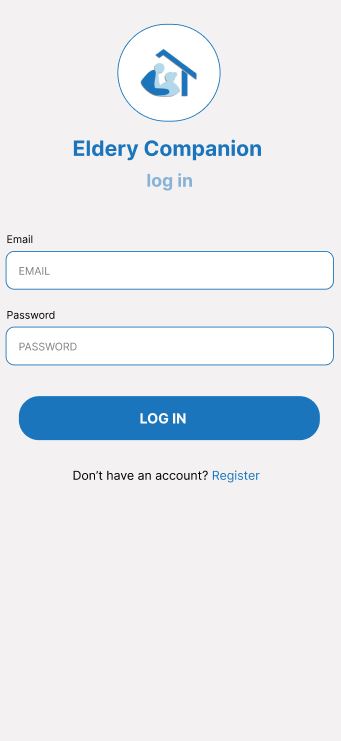 Eldery Companion
log in
Email
EMAIL
Password
PASSWORD
LOG IN
Don’t have an account? Register